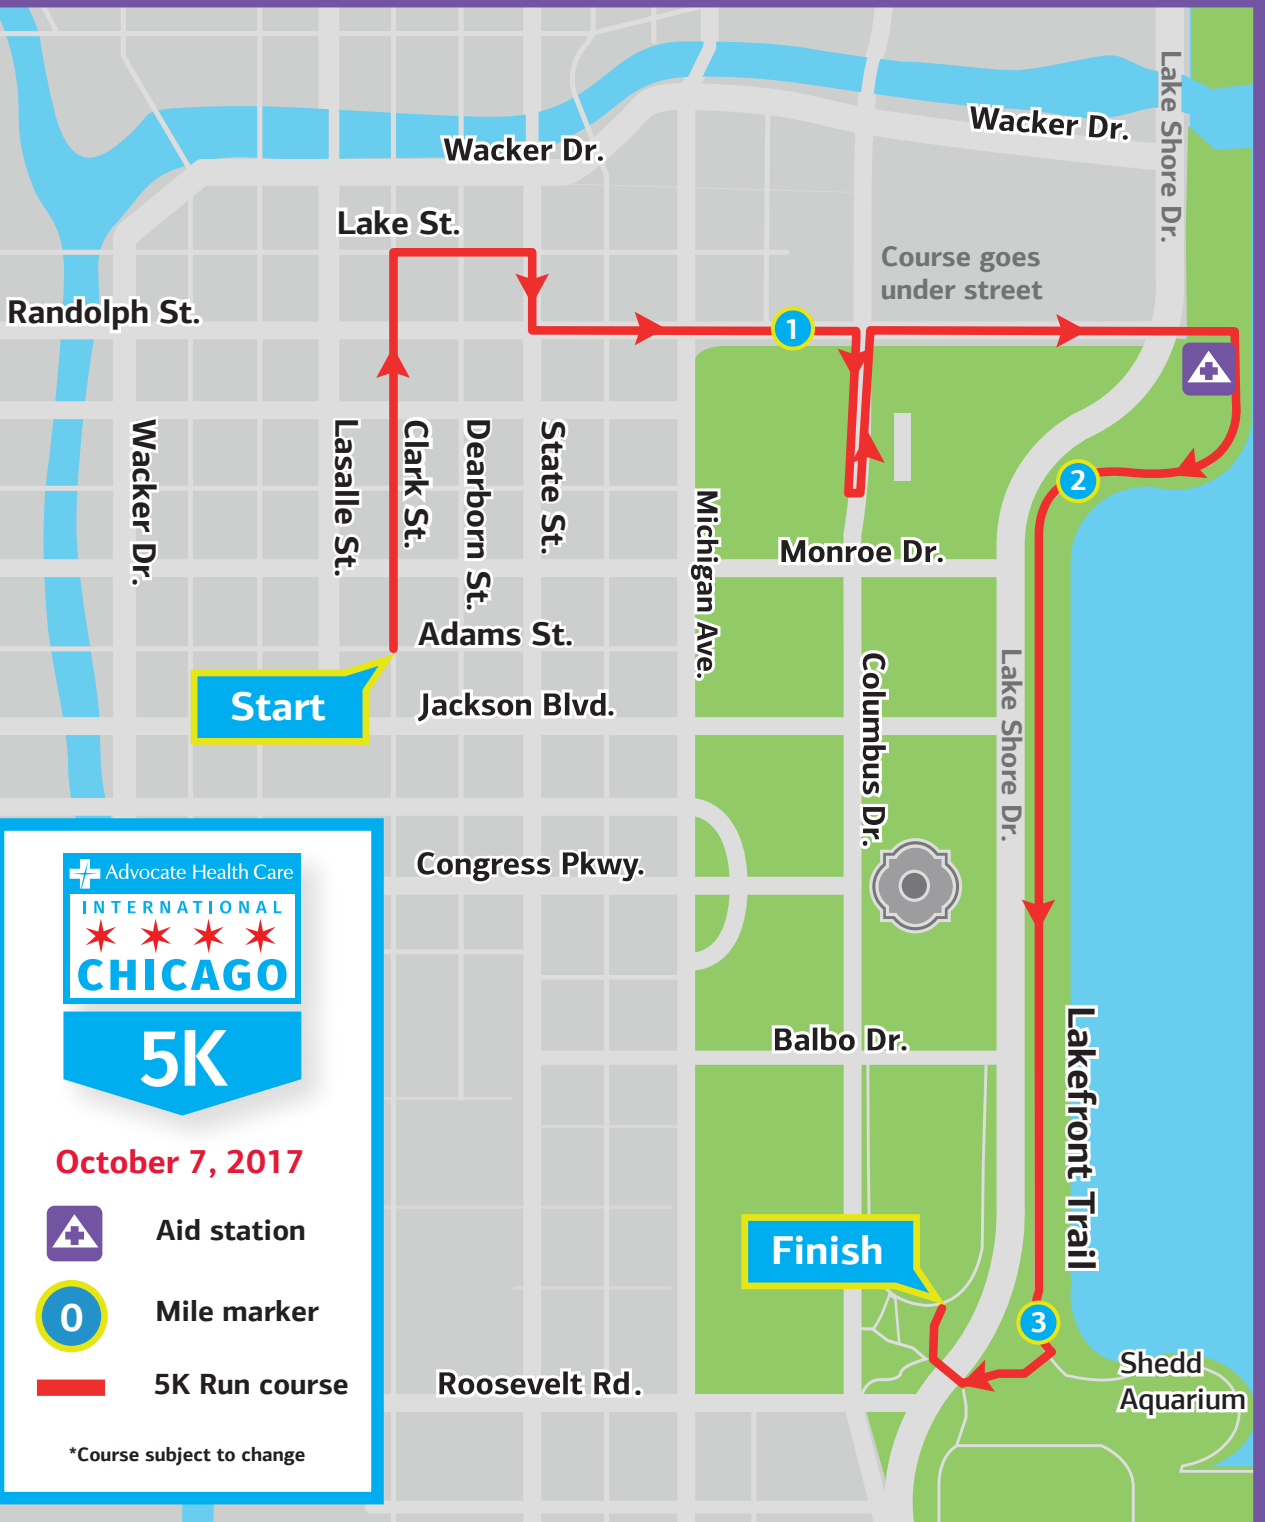 Lake Shore Dr.
Wacker Dr.
Wacker Dr.
Lake St.
Course goes
under street
Randolph St.
1
Wacker Dr.
Lasalle St.
Clark St.
Dearborn St.
State St.
2
Michigan Ave.
Monroe Dr.
Adams St.
Columbus Dr.
Lake Shore Dr.
Start
Jackson Blvd.
Congress Pkwy.
Advocate Health Care
INTERNATIONAL
CHICAGO
5K
Balbo Dr.
Lakefront Trail
October 7, 2017
Aid station
Finish
0
Mile marker
3
5K Run course
Roosevelt Rd.
Shedd
Aquarium
*Course subject to change